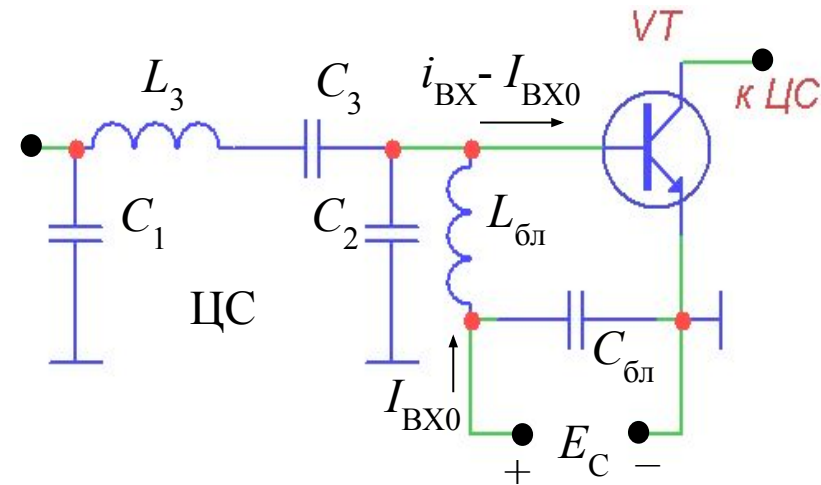 VT
L3
C3
iВХ - IВХ0
к ЦС
C1
C2
Lбл
ЦС
Cбл
IВХ0
+ EС −